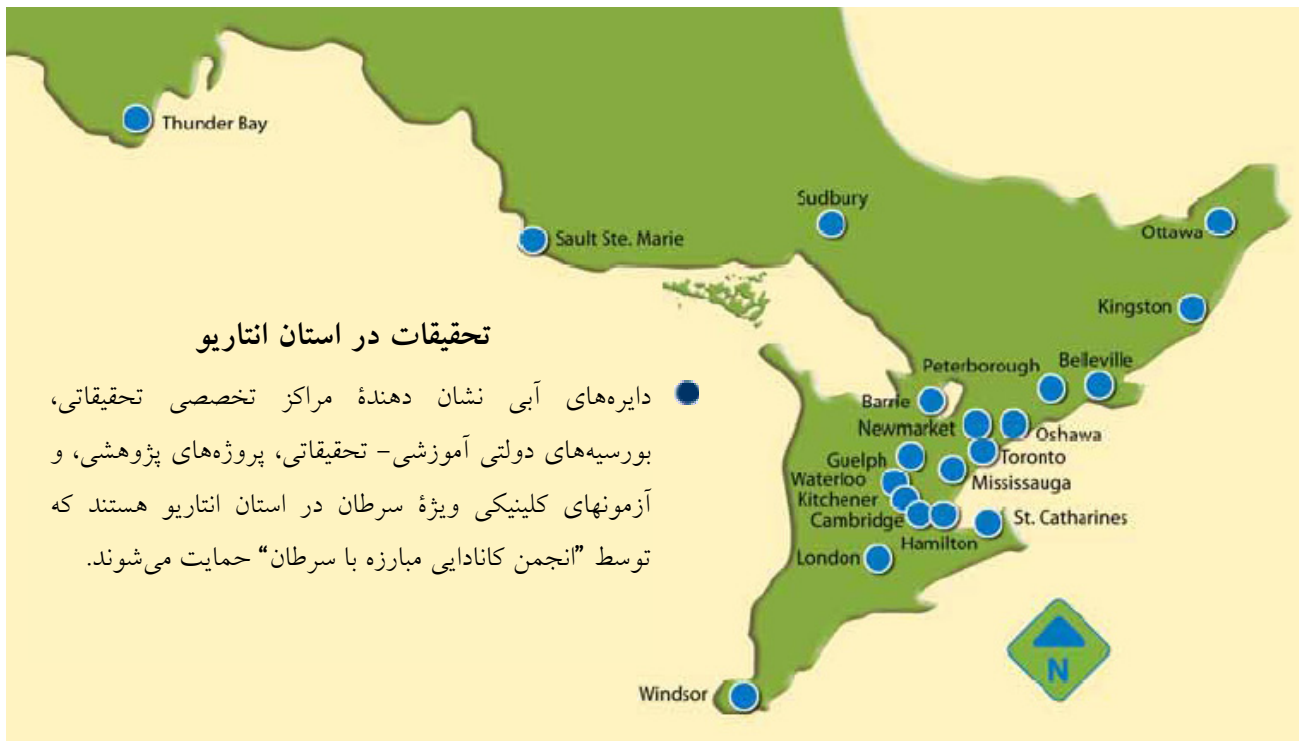 Thunder Bay
Sudbury
Sault Ste. Marie
Ottawa
Kingston
تحقیقات در استان انتاریو
دایره‌های آبی نشان دهندۀ مراکز تخصصی تحقیقاتی،
بورسیه‌های دولتی آموزشی- تحقیقاتی، پروژه‌های پژوهشی، و
آزمونهای کلینیکی ویژۀ سرطان در استان انتاریو هستند که
توسط "انجمن کانادایی مبارزه با سرطان" حمایت می‌شوند.
Peterborough
Belleville
Barrie
Newmarket
Oshawa
Toronto
Guelph
Mississauga
Waterloo
Kitchener
Cambridge
St. Catharines
Hamilton
London
N
Windsor